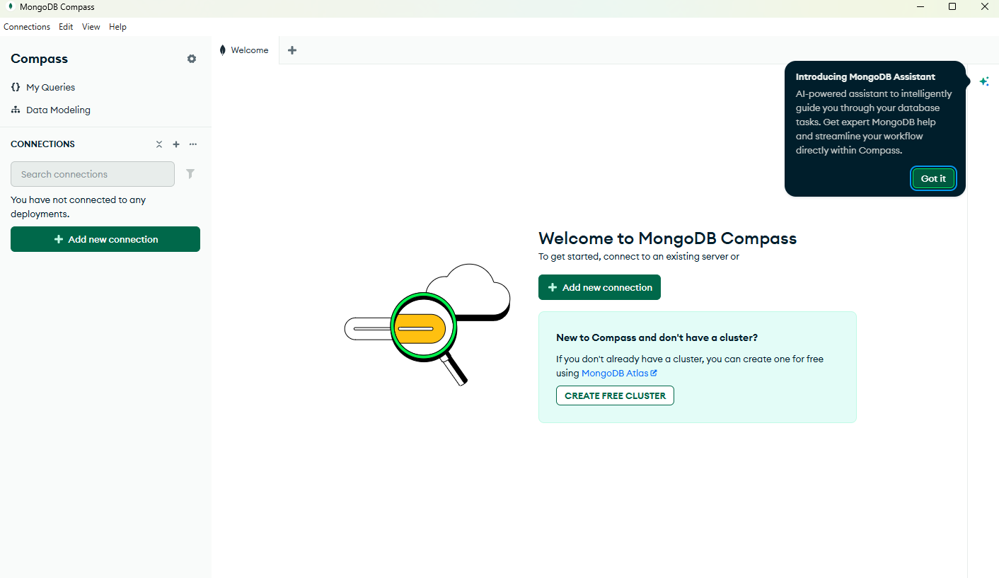 MongoDB Compass
Connections Edit View Help
Compass
My Queries
Data Modeling
CONNECTIONS
Search connections
You have not connected to any
deployments.
Add new connection
Welcome
Introducing MongoDB Assistant
AI-powered assistant to intelligently
guide you through your database
tasks. Get expert MongoDB help
and streamline your workflow
directly within Compass.
Got it
Welcome to MongoDB Compass
To get started, connect to an existing server or
Add new connection
New to Compass and don't have a cluster?
If you don't already have a cluster, you can create one for free
using MongoDB Atlas
CREATE FREE CLUSTER